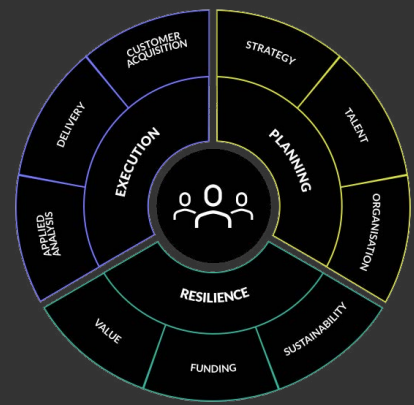 CUSTOMER
ACQUISITION
STRATEGY
DELIVERY
TALENT
EXECUTION
PLANNING
APPLIED
ANALYSIS
ORGANISATION
RESILIENCE
VALUE
FUNDING
SUSTAINABILITY